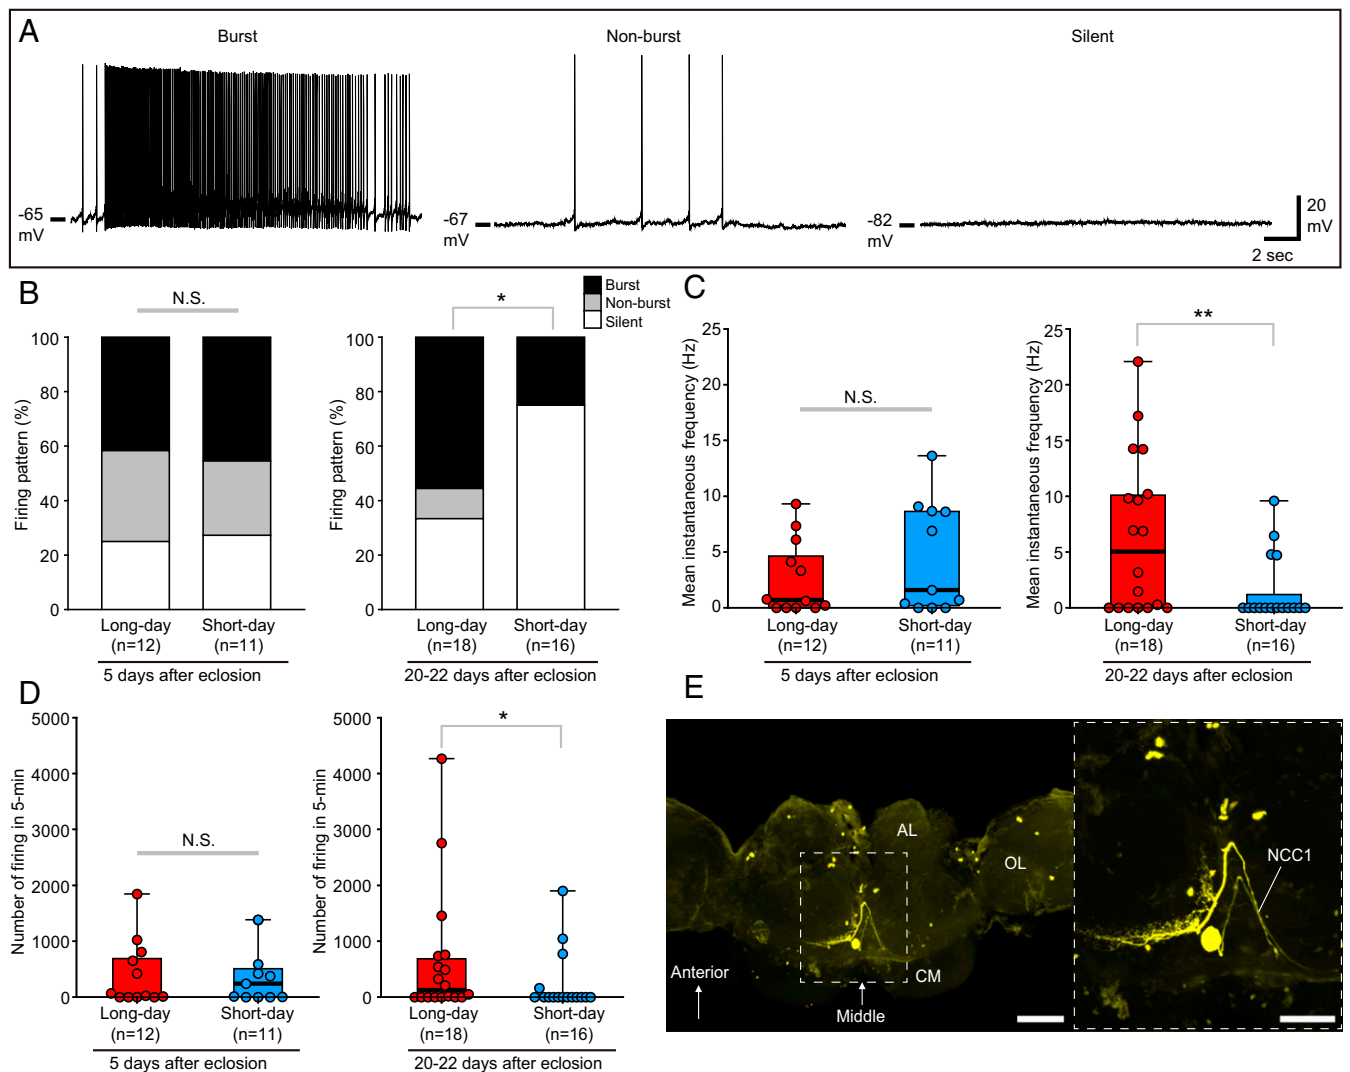 A
Burst
Non-burst
Silent
-65
mV
-67
mV
-82
mV
20
mV
2 sec
B
N.S.
*
Burst
Non-burst
Silent
Firing pattern (%)
100
80
60
40
20
0
Long-day
(n=12)
Short-day
(n=11)
5 days after eclosion
Firing pattern (%)
100
80
60
40
20
0
Long-day
(n=18)
Short-day
(n=16)
20-22 days after eclosion
C
Mean instantaneous frequency (Hz)
25
20
15
10
5
0
N.S.
Long-day
(n=12)
Short-day
(n=11)
5 days after eclosion
Mean instantaneous frequency (Hz)
25
20
15
10
5
0
**
Long-day
(n=18)
Short-day
(n=16)
20-22 days after eclosion
D
Number of firing in 5-min
5000
4000
3000
2000
1000
0
N.S.
Long-day
(n=12)
Short-day
(n=11)
5 days after eclosion
Number of firing in 5-min
5000
4000
3000
2000
1000
0
*
Long-day
(n=18)
Short-day
(n=16)
20-22 days after eclosion
E
AL
OL
CM
Anterior
Middle
NCC1